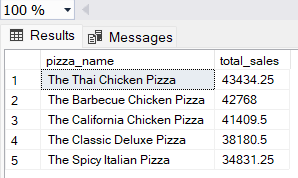 100 %
Results Messages
pizza_name total_sales
1 The Thai Chicken Pizza 43434.25
2 The Barbecue Chicken Pizza 42768
3 The California Chicken Pizza 41409.5
4 The Classic Deluxe Pizza 38180.5
5 The Spicy Italian Pizza 34831.25